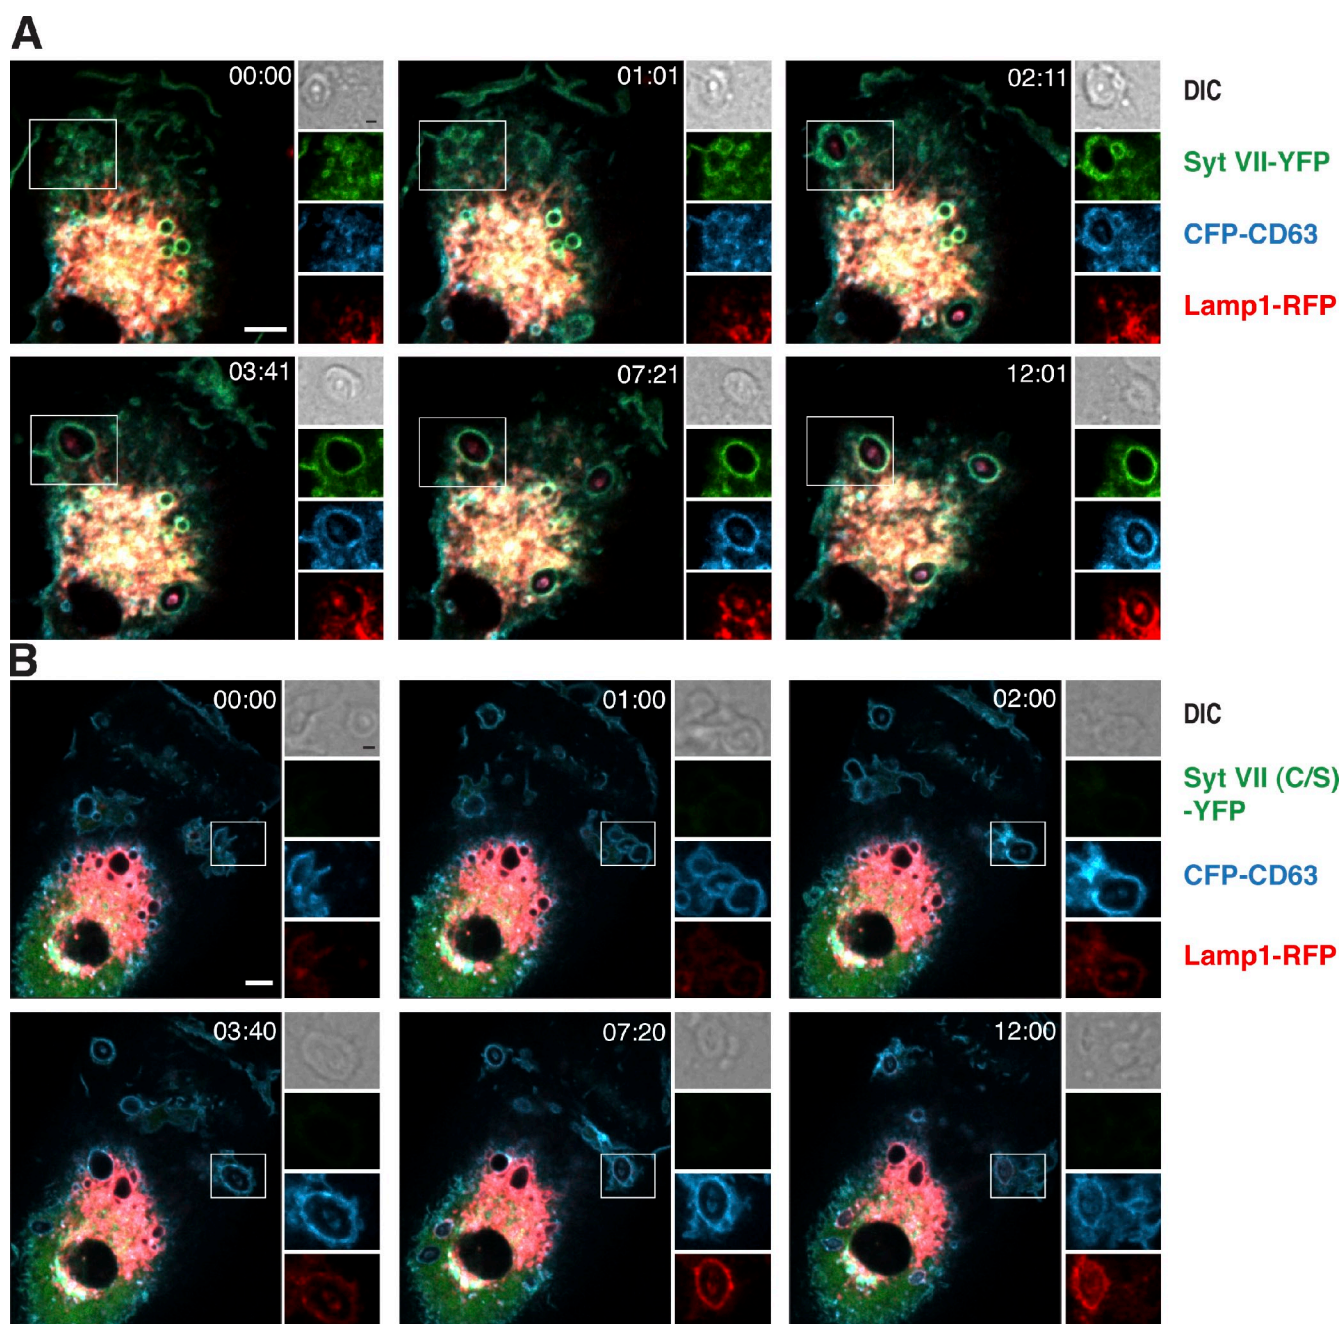 A
00:00
01:01
02:11
DIC
Syt VII-YFP
CFP-CD63
Lamp1-RFP
03:41
07:21
12:01
B
00:00
01:00
02:00
DIC
Syt VII (C/S)
-YFP
CFP-CD63
Lamp1-RFP
03:40
07:20
12:00